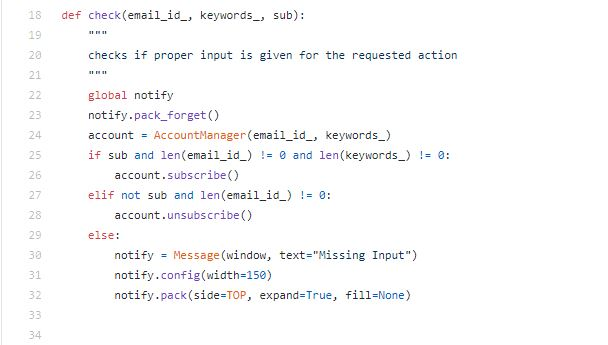 18 def check(email_id_, keywords_, sub):
19     """
20     checks if proper input is given for the requested action
21     """
22     global notify
23     notify.pack_forget()
24     account = AccountManager(email_id_, keywords_)
25     if sub and len(email_id_) != 0 and len(keywords_) != 0:
26         account.subscribe()
27     elif not sub and len(email_id_) != 0:
28         account.unsubscribe()
29     else:
30         notify = Message(window, text="Missing Input")
31         notify.config(width=150)
32         notify.pack(side=TOP, expand=True, fill=None)
33
34